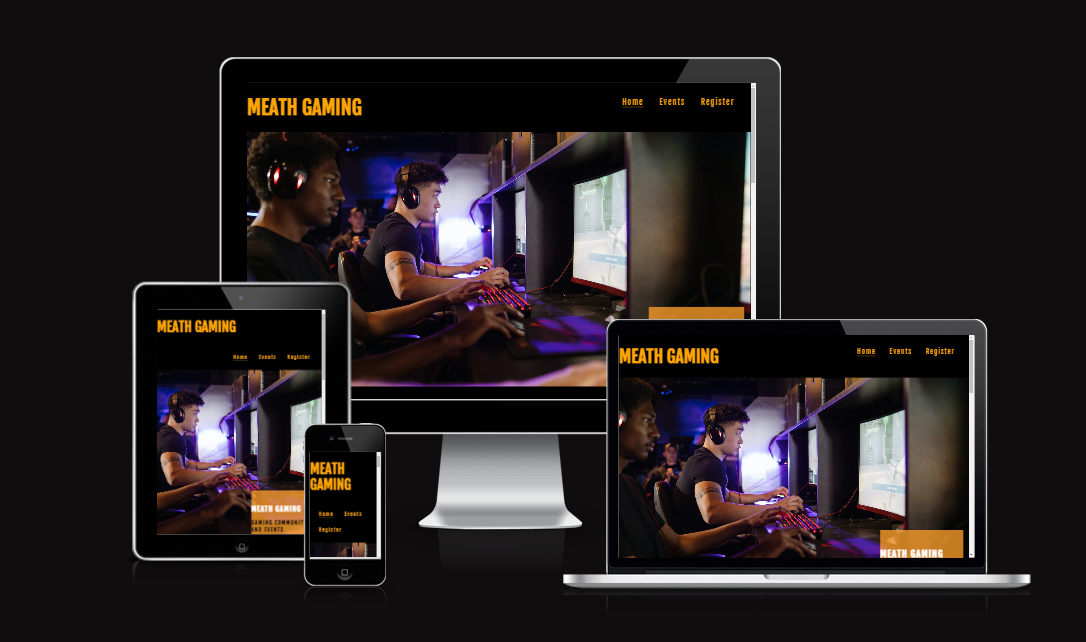 MEATH GAMING
Home Events Register
MEATH GAMING
Home Events Register
MEATH GAMING
GAMING COMMUNIT
AND EVENTS
MEATH
GAMING
Home Events
Register
MEATH GAMING
Home Events Register
MEATH GAMING